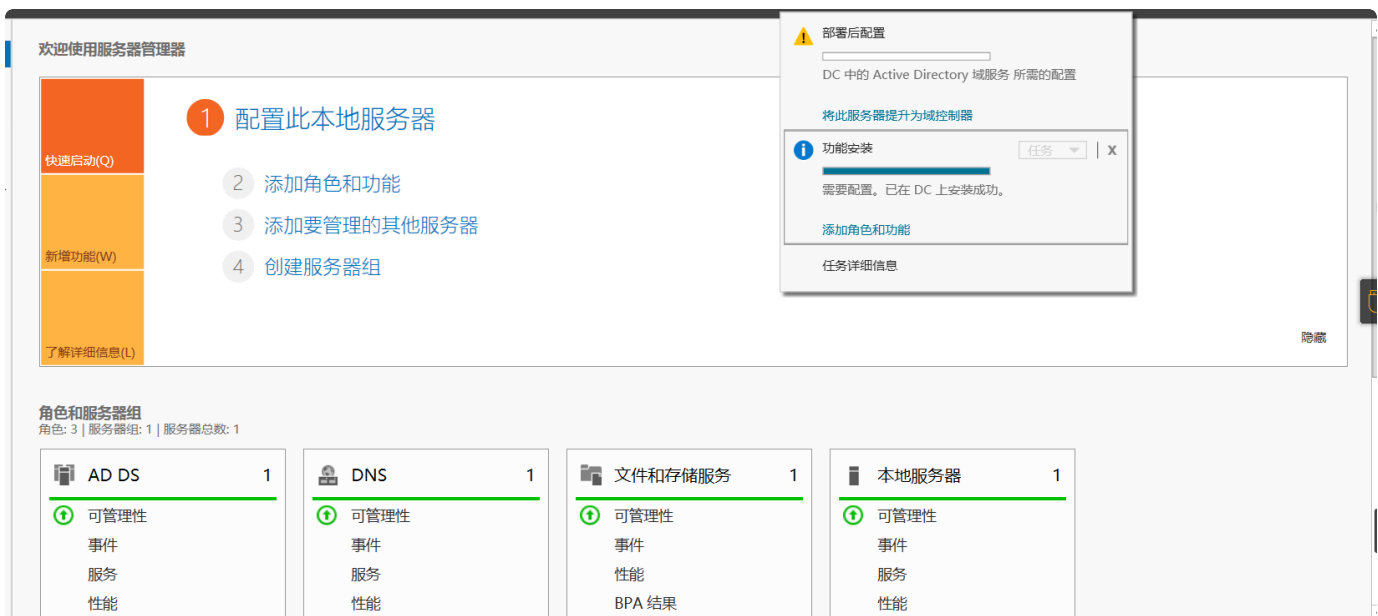 欢迎使用服务器管理器
快速启动(Q)
新增功能(W)
了解详细信息(L)
1 配置此本地服务器
2 添加角色和功能
3 添加要管理的其他服务器
4 创建服务器组
隐藏
部署后配置
DC 中的 Active Directory 域服务 所需的配置
将此服务器提升为域控制器
功能安装
任务
X
需要配置。已在 DC 上安装成功。
添加角色和功能
任务详细信息
角色和服务器组
角色: 3 | 服务器组: 1 | 服务器总数: 1
AD DS 1
可管理性
事件
服务
性能
DNS 1
可管理性
事件
服务
性能
文件和存储服务 1
可管理性
事件
性能
BPA 结果
本地服务器 1
可管理性
事件
服务
性能